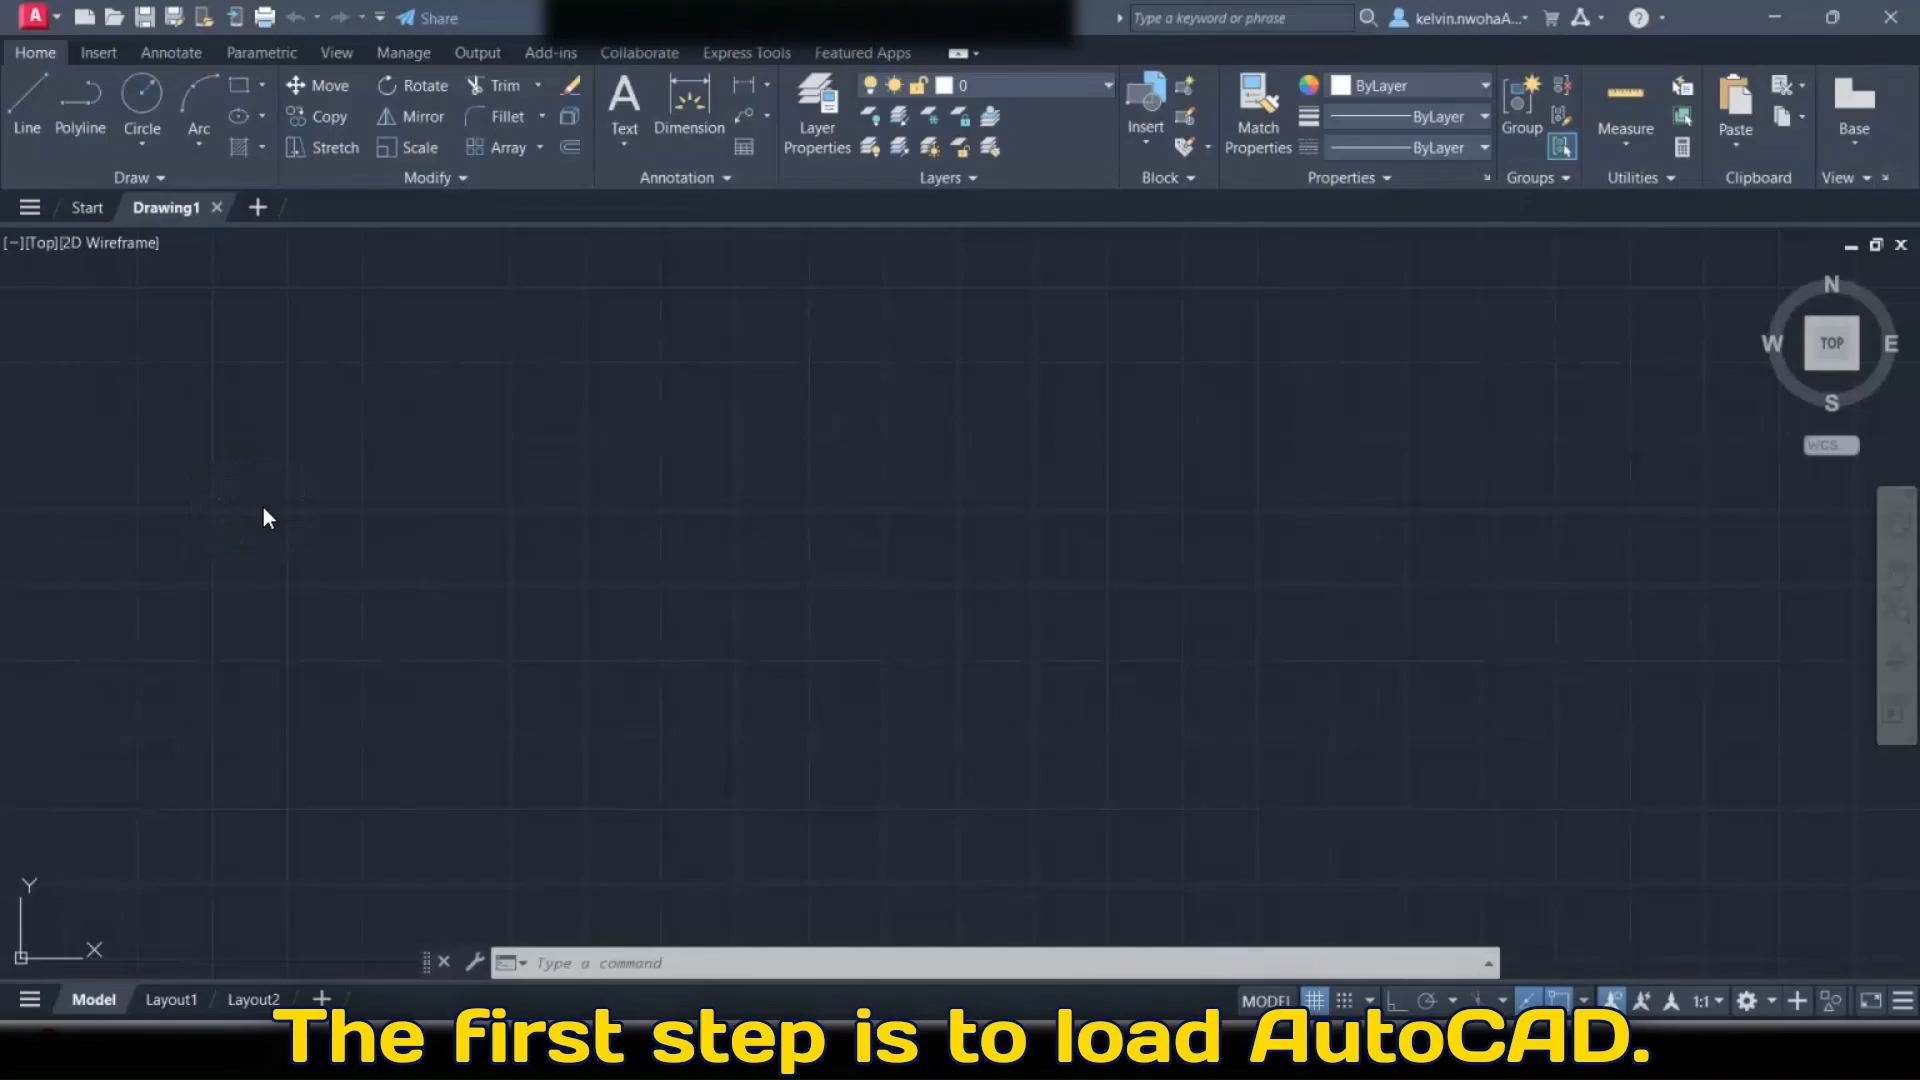 A Share Type a keyword or phrase kelvin.nwohaA... ?
Home Insert Annotate Parametric View Manage Output Add-ins Collaborate Express Tools Featured Apps
Move Rotate Trim 0 ByLayer
Copy Mirror Fillet ByLayer
Line Polyline Circle Arc Text Dimension Layer Insert Match Group Measure Paste Base
Stretch Scale Array Properties Properties ByLayer
Draw Modify Annotation Layers Block Properties Groups Utilities Clipboard View
Start Drawing1 +
[−][Top][2D Wireframe]
N
W TOP E
S
WCS
Y
X
Type a command
Model Layout1 Layout2 + MODEL 1:1
The first step is to load AutoCAD.